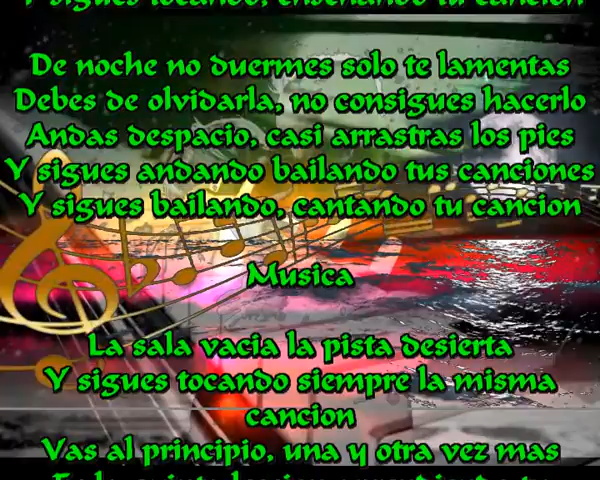 Y sigues tocando, enseñando tu cancion
De noche no duermes solo te lamentas
Debes de olvidarla, no consigues hacerlo
Andas despacio, casi arrastras los pies
Y sigues andando bailando tus canciones
Y sigues bailando, cantando tu cancion
Musica
La sala vacia la pista desierta
Y sigues tocando siempre la misma
cancion
Vas al principio, una y otra vez mas